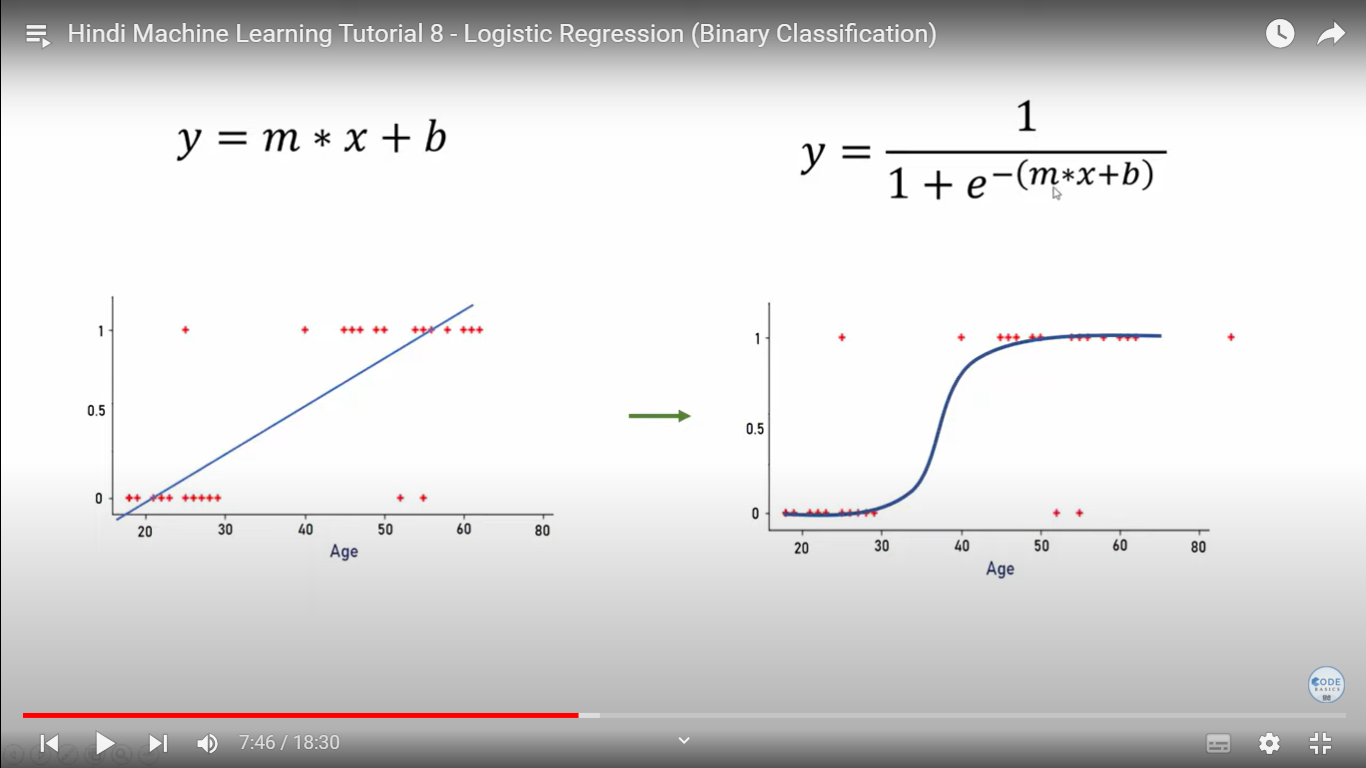 Hindi Machine Learning Tutorial 8 - Logistic Regression (Binary Classification)
y = m ∗ x + b
y = 1 / (1 + e^−(m∗x+b))
1
0.5
0
20 30 40 50 60 80
Age
1
0.5
0
20 30 40 50 60 80
Age
CODE
BASICS
7:46 / 18:30